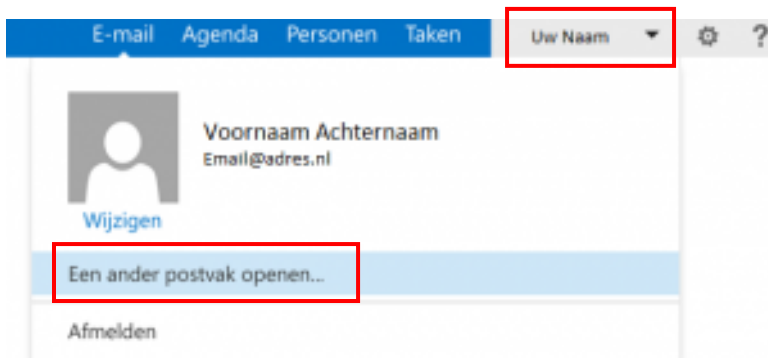 E-mail Agenda Personen Taken Uw Naam ?
Voornaam Achternaam
Email@adres.nl
Wijzigen
Een ander postvak openen...
Afmelden